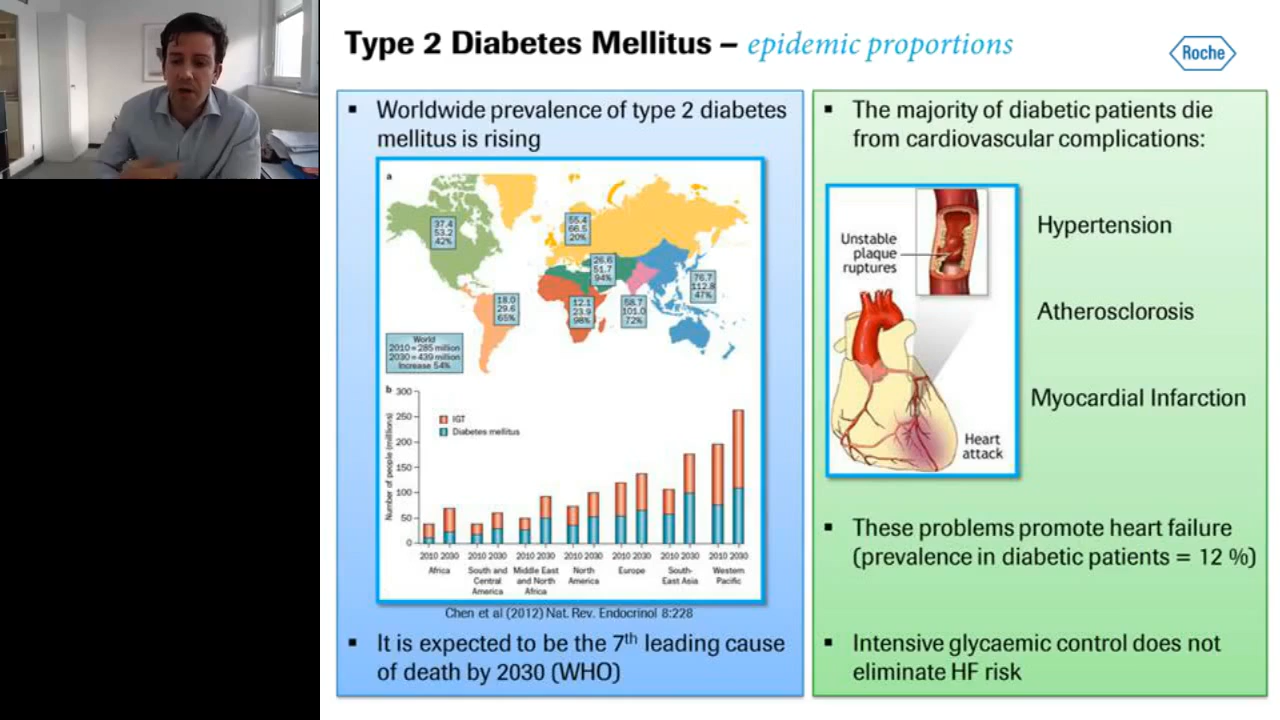 Type 2 Diabetes Mellitus – epidemic proportions
Roche
▪ Worldwide prevalence of type 2 diabetes
mellitus is rising
a
37.4
53.2
42%
55.4
66.5
20%
26.6
51.7
94%
76.7
112.8
47%
18.0
29.6
65%
12.1
23.9
98%
58.7
101.0
72%
World
2010 = 285 million
2030 = 439 million
Increase 54%
b
300
250
200
150
100
50
0
Number of people (millions)
IGT
Diabetes mellitus
2010 2030 2010 2030 2010 2030 2010 2030 2010 2030 2010 2030 2010 2030
Africa
South and
Central
America
Middle East
and North
Africa
North
America
Europe
South-
East Asia
Western
Pacific
Chen et al (2012) Nat. Rev. Endocrinol 8:228
▪ It is expected to be the 7th leading cause
of death by 2030 (WHO)
▪ The majority of diabetic patients die
from cardiovascular complications:
Unstable
plaque
ruptures
Heart
attack
Hypertension
Atherosclorosis
Myocardial Infarction
▪ These problems promote heart failure
(prevalence in diabetic patients = 12 %)
▪ Intensive glycaemic control does not
eliminate HF risk